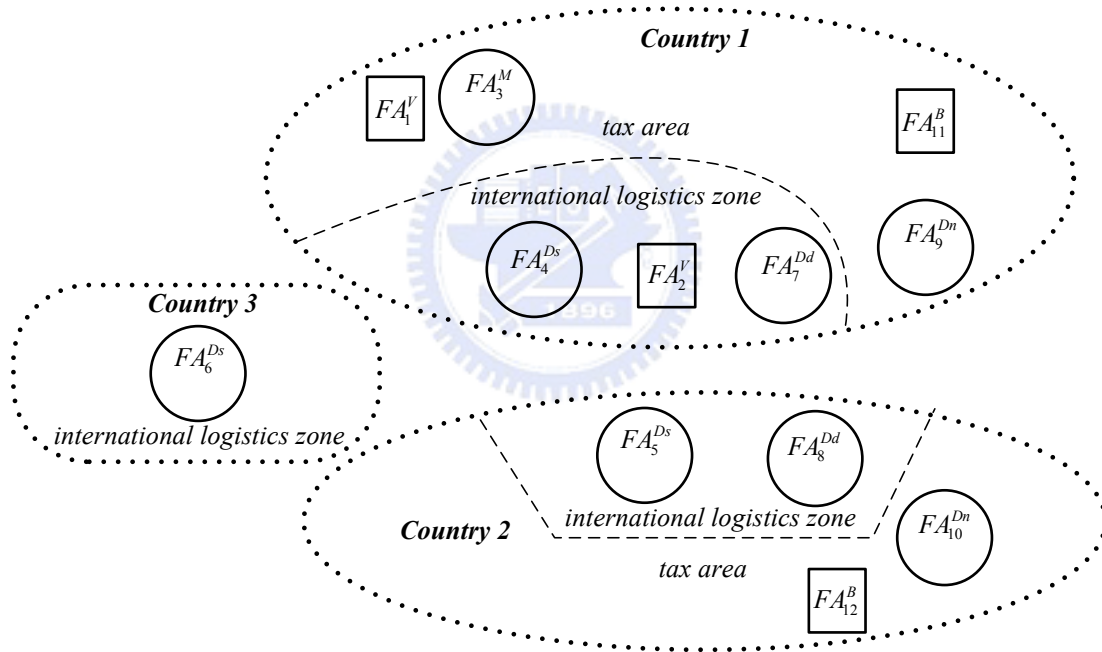 Country 1
FA_3^M
FA_1^V
FA_11^B
tax area
international logistics zone
FA_9^Dn
FA_4^Ds
FA_2^V
FA_7^Dd
1896
Country 3
FA_6^Ds
international logistics zone
FA_5^Ds
FA_8^Dd
international logistics zone
Country 2
FA_10^Dn
tax area
FA_12^B